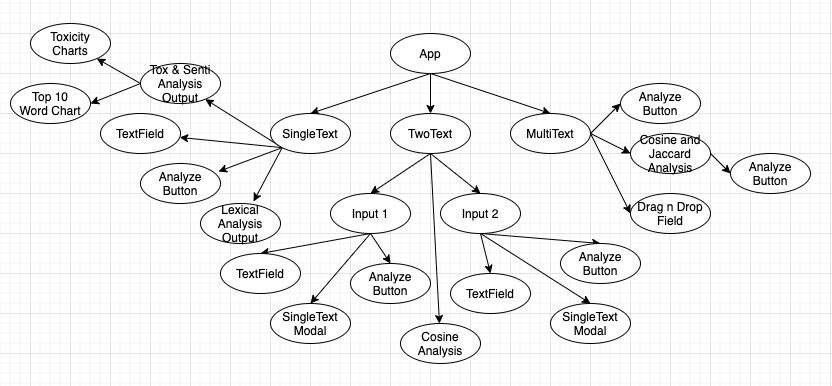 Toxicity
Charts
App
Tox & Senti
Analysis
Output
Top 10
Word Chart
Analyze
Button
TextField
SingleText
TwoText
MultiText
Cosine and
Jaccard
Analysis
Analyze
Button
Analyze
Button
Lexical
Analysis
Output
Input 1
Input 2
Drag n Drop
Field
TextField
Analyze
Button
Analyze
Button
TextField
SingleText
Modal
SingleText
Modal
Cosine
Analysis